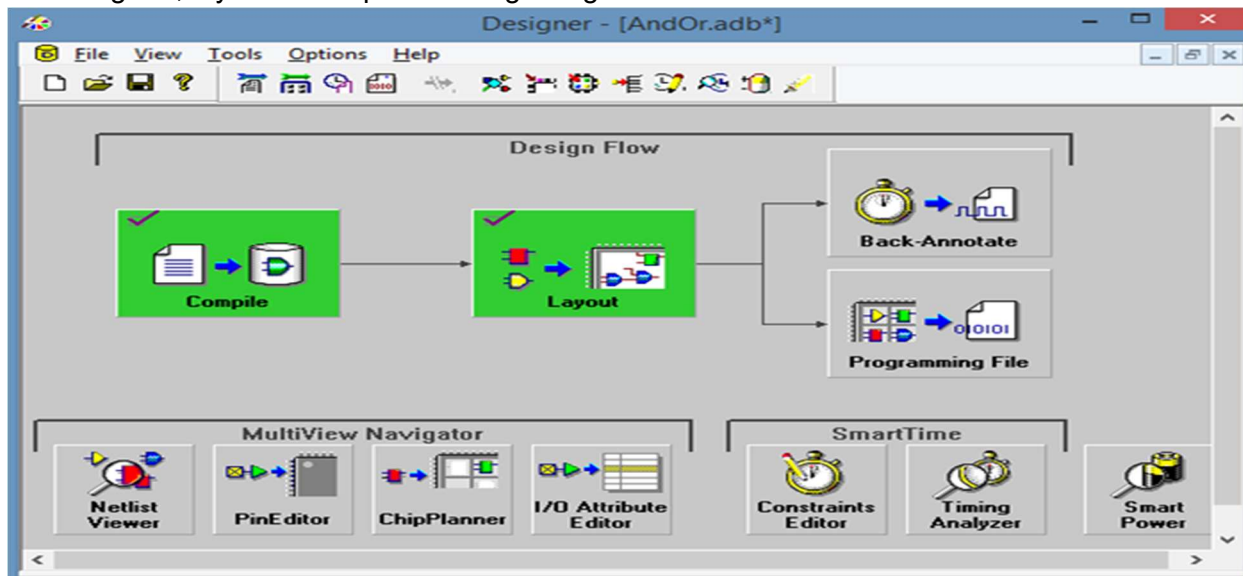 Designer - [AndOr.adb*]
File View Tools Options Help
Design Flow
Compile
Layout
Back-Annotate
Programming File
MultiView Navigator
SmartTime
Netlist
Viewer
PinEditor
ChipPlanner
I/O Attribute
Editor
Constraints
Editor
Timing
Analyzer
Smart
Power